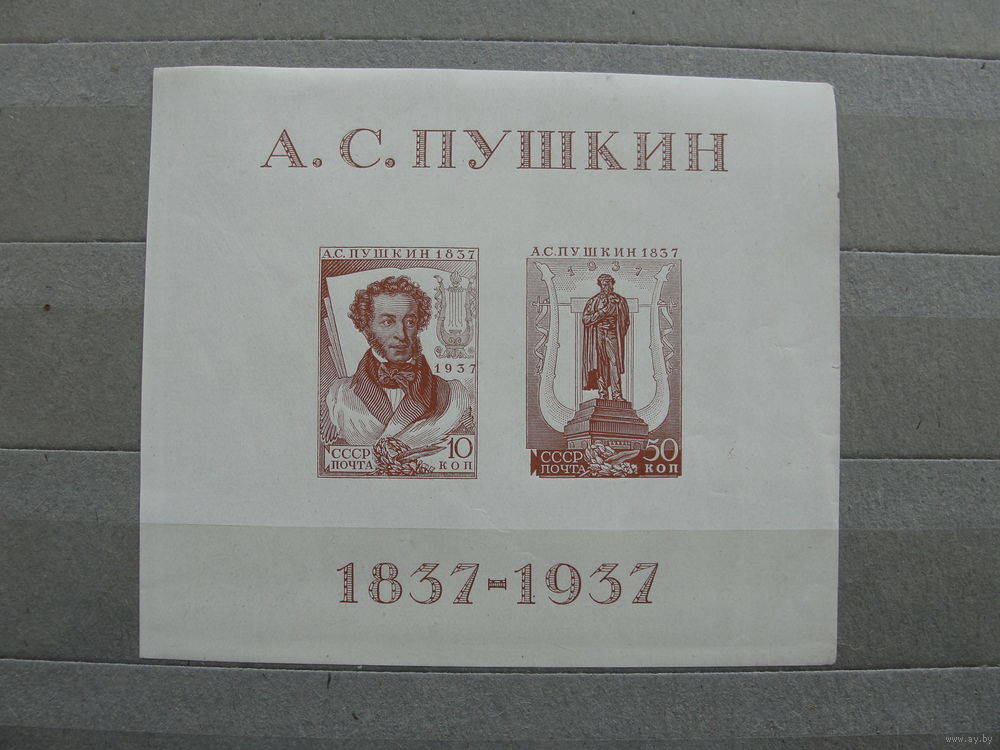 А. С. ПУШКИН
А.С. ПУШКИН 1837
1937
СССР
ПОЧТА
10
КОП
А.С. ПУШКИН 1837
1937
СССР
ПОЧТА
50
КОП
1837-1937
www.ay.by